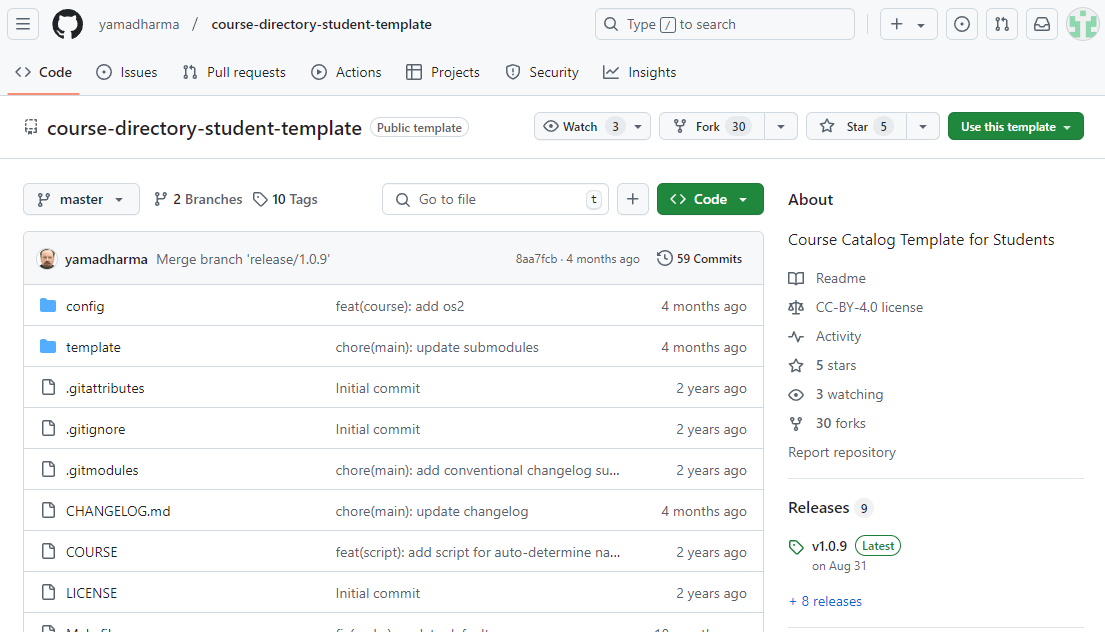 yamadharma / course-directory-student-template
Type / to search
Code Issues Pull requests Actions Projects Security Insights
course-directory-student-template Public template
Watch 3 Fork 30 Star 5 Use this template
master 2 Branches 10 Tags Go to file t + Code
yamadharma Merge branch 'release/1.0.9' 8aa7fcb · 4 months ago 59 Commits
config feat(course): add os2 4 months ago
template chore(main): update submodules 4 months ago
.gitattributes Initial commit 2 years ago
.gitignore Initial commit 2 years ago
.gitmodules chore(main): add conventional changelog su... 2 years ago
CHANGELOG.md chore(main): update changelog 4 months ago
COURSE feat(script): add script for auto-determine na... 2 years ago
LICENSE Initial commit 2 years ago
About
Course Catalog Template for Students
Readme
CC-BY-4.0 license
Activity
5 stars
3 watching
30 forks
Report repository
Releases 9
v1.0.9 Latest
on Aug 31
+ 8 releases